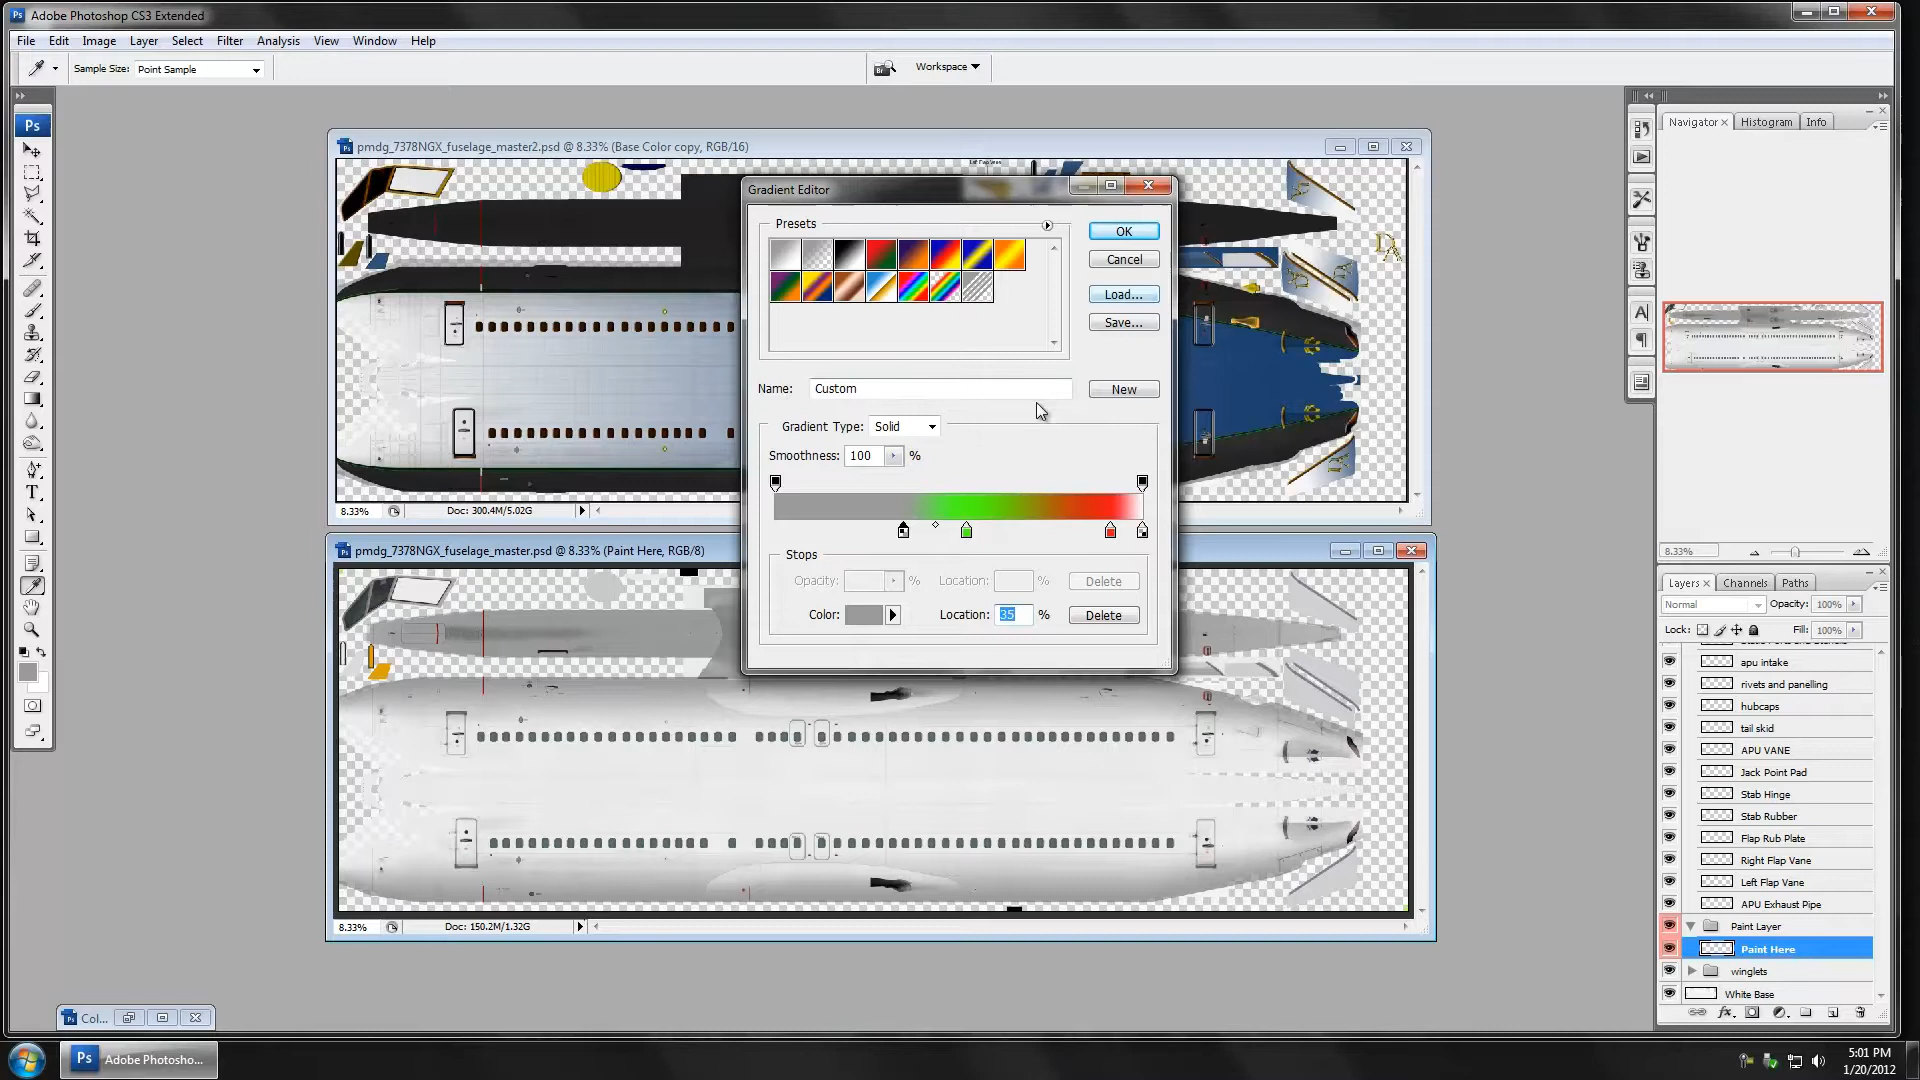 Ps Adobe Photoshop CS3 Extended
File Edit Image Layer Select Filter Analysis View Window Help
Sample Size: Point Sample
Br Workspace
Ps
T
pmdg_7378NGX_fuselage_master2.psd @ 8.33% (Base Color copy, RGB/16)
8.33% Doc: 300.4M/5.02G
Gradient Editor
Presets
OK
Cancel
Load...
Save...
Name: Custom New
Gradient Type: Solid
Smoothness: 100 %
Stops
Opacity: % Location: % Delete
Color: Location: 35 % Delete
pmdg_7378NGX_fuselage_master.psd @ 8.33% (Paint Here, RGB/8)
8.33% Doc: 150.2M/1.32G
Navigator Histogram Info
8.33%
Layers Channels Paths
Normal Opacity: 100%
Lock: Fill: 100%
apu intake
rivets and panelling
hubcaps
tail skid
APU VANE
Jack Point Pad
Stab Hinge
Stab Rubber
Flap Rub Plate
Right Flap Vane
Left Flap Vane
APU Exhaust Pipe
Paint Layer
Paint Here
winglets
White Base
Col...
Ps Adobe Photosho...
5:01 PM
1/20/2012